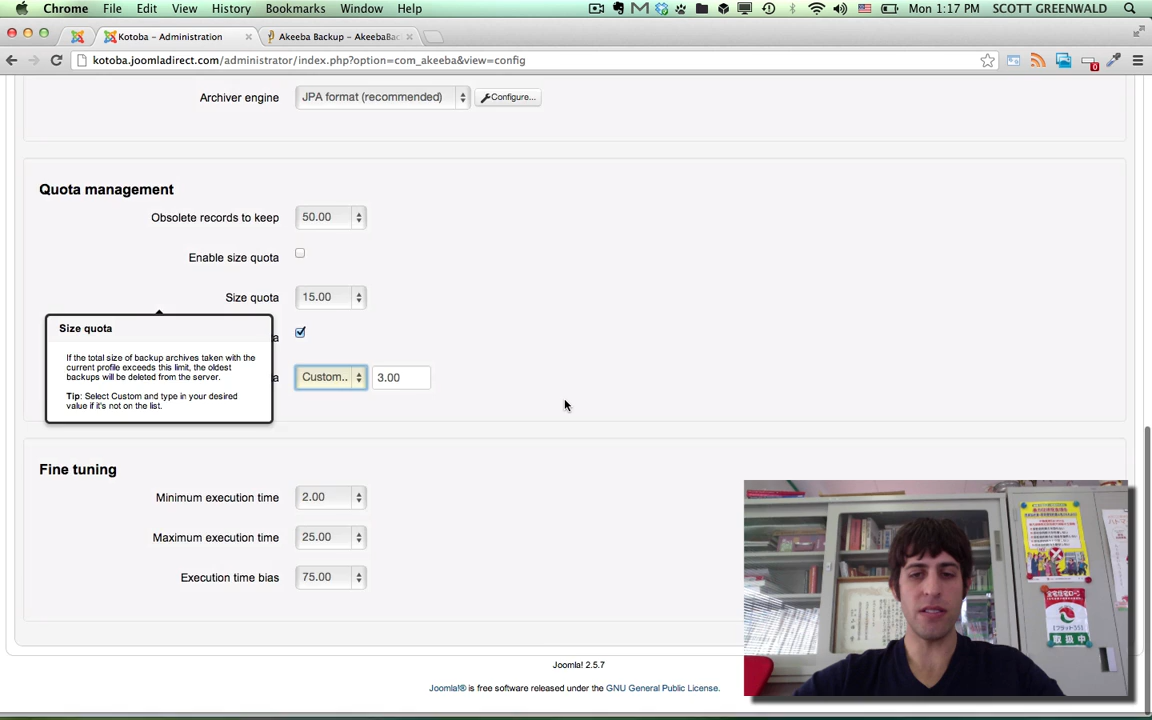 Chrome File Edit View History Bookmarks Window Help Mon 1:17 PM SCOTT GREENWALD
Kotoba - Administration Akeeba Backup - AkeebaBac
kotoba.joomladirect.com/administrator/index.php?option=com_akeeba&view=config
Archiver engine JPA format (recommended) Configure...
Quota management
Obsolete records to keep 50.00
Enable size quota
Size quota 15.00
a
Size quota
If the total size of backup archives taken with the
current profile exceeds this limit, the oldest
backups will be deleted from the server.
Tip: Select Custom and type in your desired
value if it's not on the list.
a Custom.. 3.00
Fine tuning
Minimum execution time 2.00
Maximum execution time 25.00
Execution time bias 75.00
取扱中
Joomla! 2.5.7
Joomla!® is free software released under the GNU General Public License.